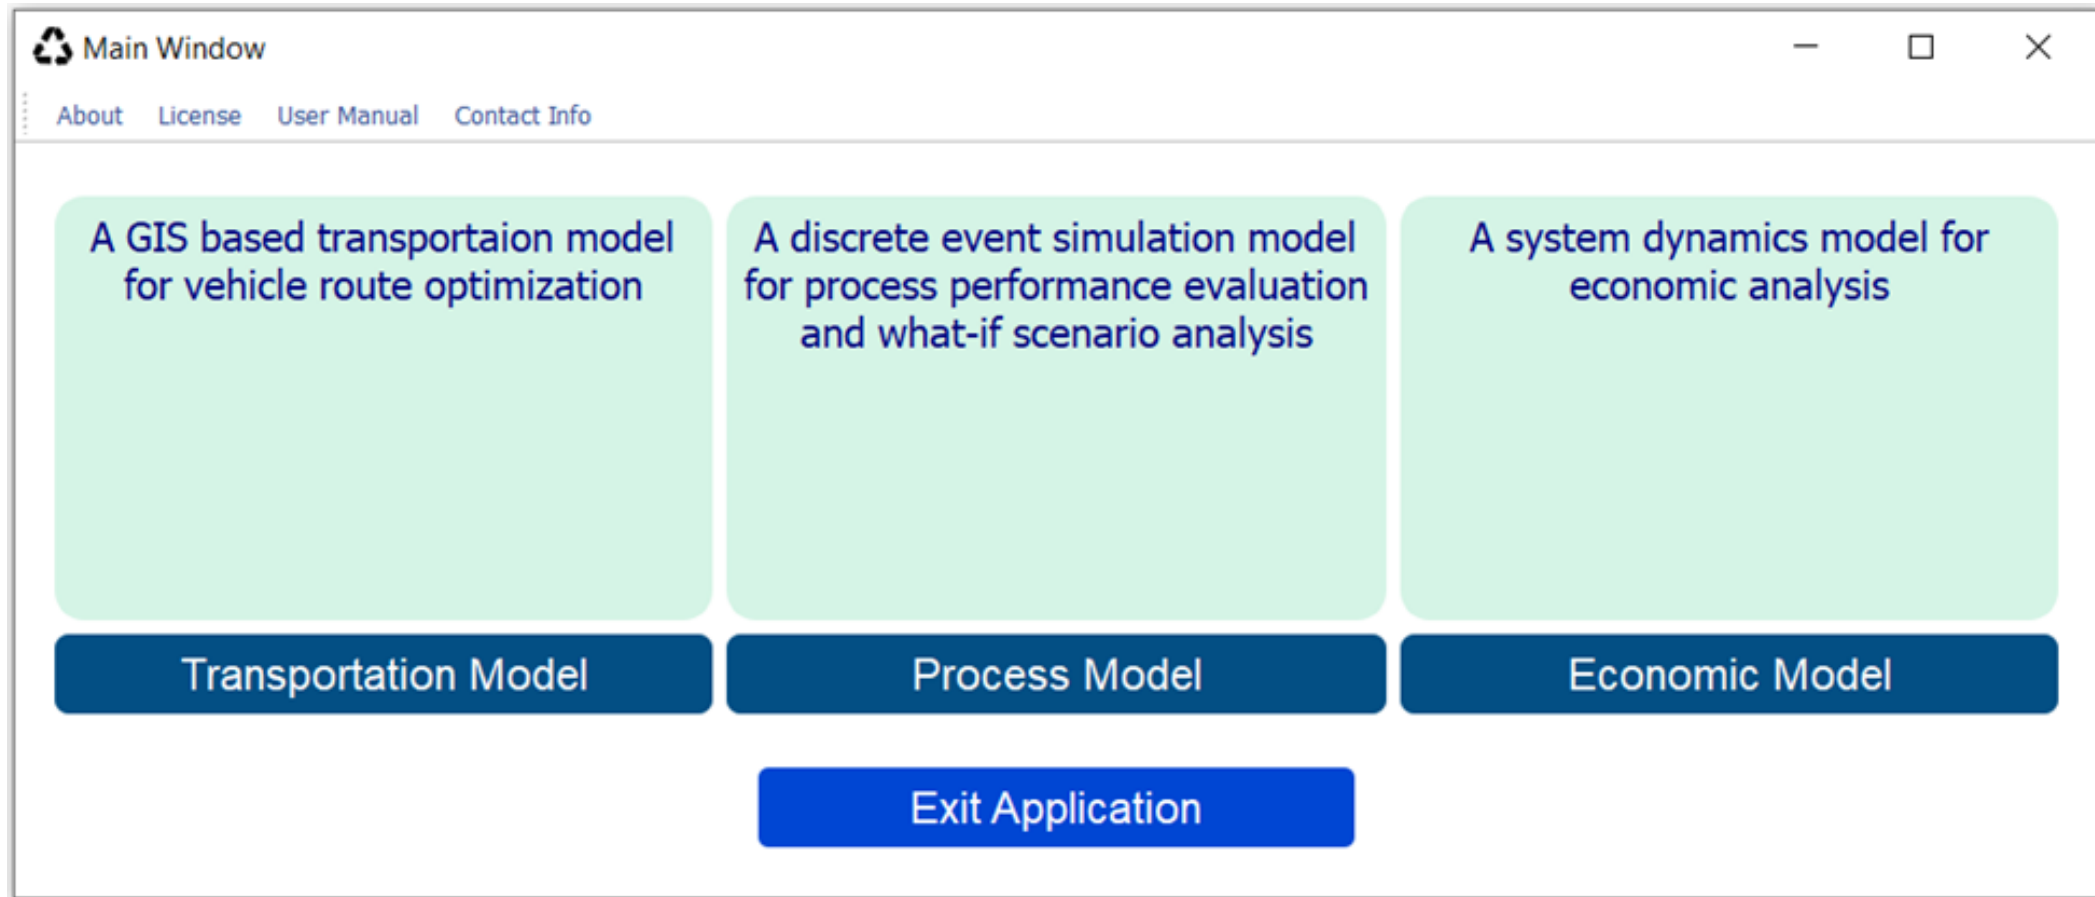 Main Window
About License User Manual Contact Info
A GIS based transportaion model
for vehicle route optimization
A discrete event simulation model
for process performance evaluation
and what-if scenario analysis
A system dynamics model for
economic analysis
Transportation Model
Process Model
Economic Model
Exit Application